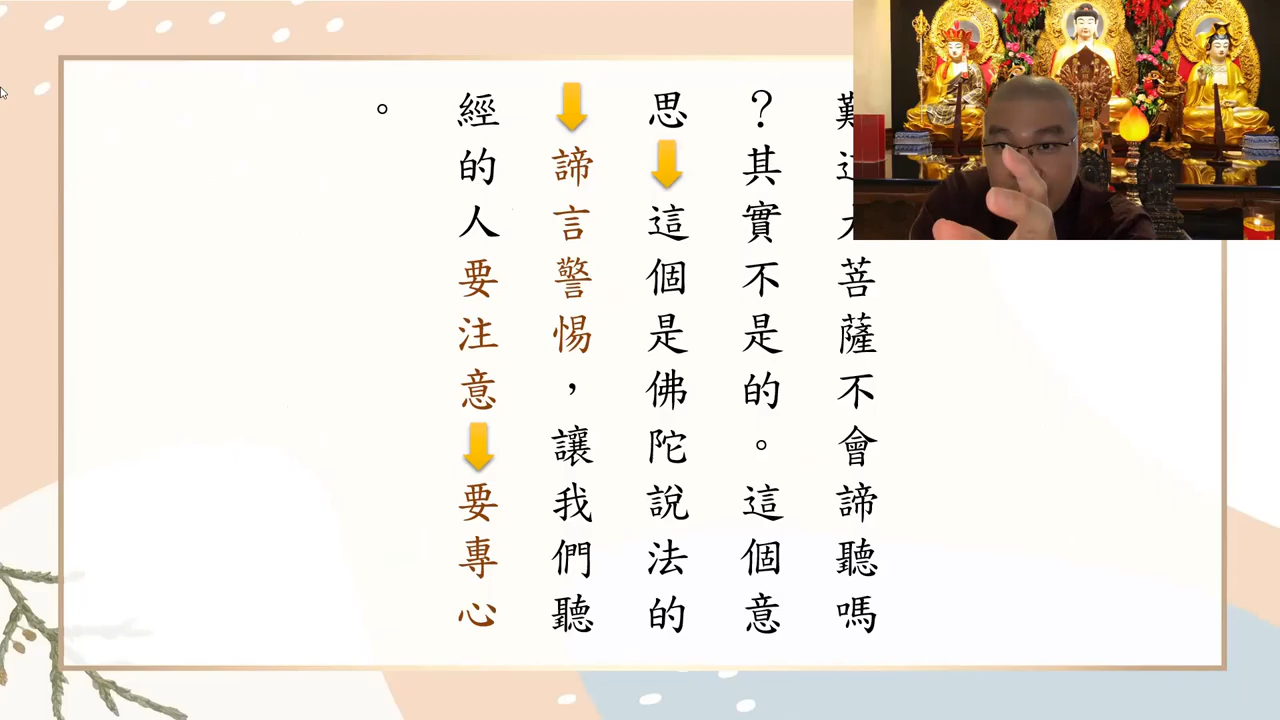 菩薩不會諦聽嗎
？其實不是的。這個意
思這個是佛陀說法的
諦言警惕，讓我們聽
經的人要注意要專心
。